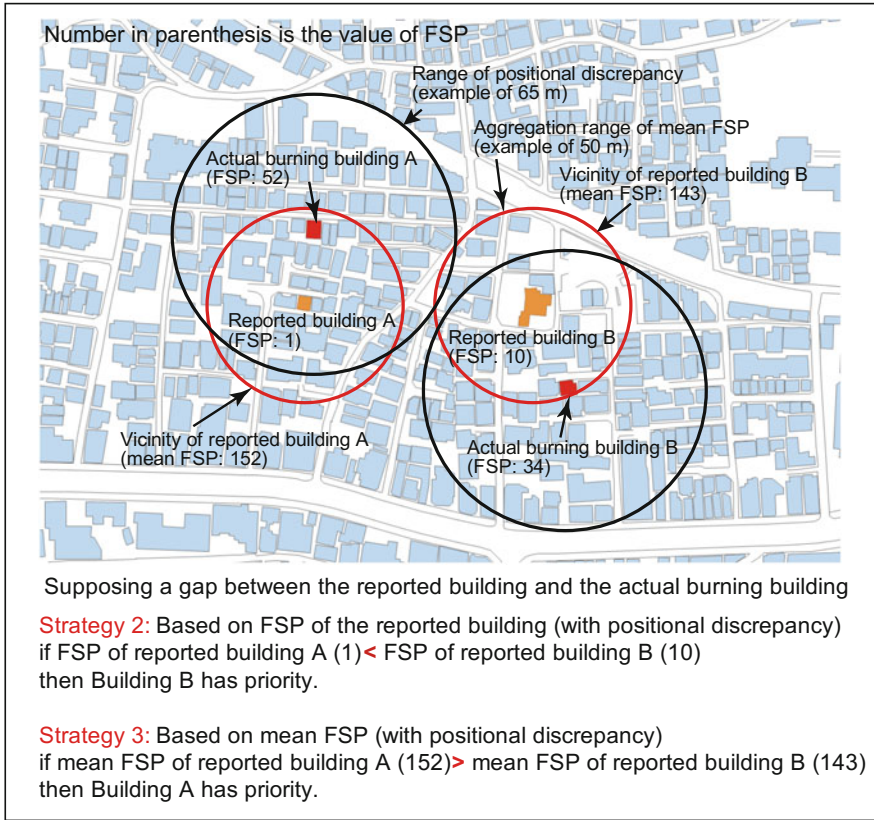 Number in parenthesis is the value of FSP
Range of positional discrepancy
(example of 65 m)
Aggregation range of mean FSP
(example of 50 m)
Actual burning building A
(FSP: 52)
Vicinity of reported building B
(mean FSP: 143)
Reported building A
(FSP: 1)
Reported building B
(FSP: 10)
Vicinity of reported building A
(mean FSP: 152)
Actual burning building B
(FSP: 34)
Supposing a gap between the reported building and the actual burning building
Strategy 2: Based on FSP of the reported building (with positional discrepancy)
if FSP of reported building A (1)< FSP of reported building B (10)
then Building B has priority.
Strategy 3: Based on mean FSP (with positional discrepancy)
if mean FSP of reported building A (152)> mean FSP of reported building B (143)
then Building A has priority.